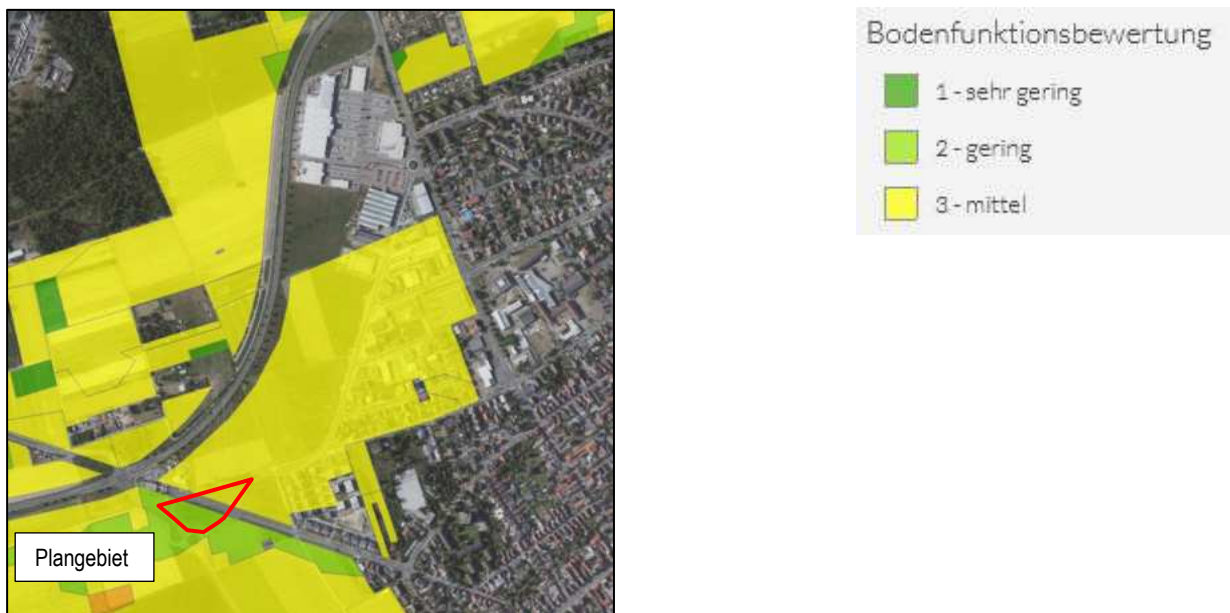 Bodenfunktionsbewertung
1 - sehr gering
2 - gering
3 - mittel
Plangebiet